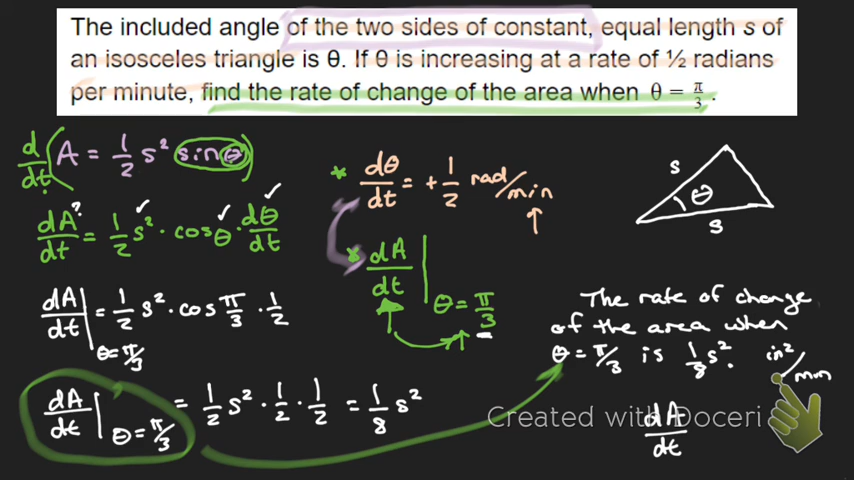 The included angle of the two sides of constant, equal length s of
an isosceles triangle is θ. If θ is increasing at a rate of ½ radians
per minute, find the rate of change of the area when θ = π/3.
d/dt (A = 1/2 s² sinθ)
dA/dt? = 1/2 s² · cosθ · dθ/dt
dA/dt | θ=π/3 = 1/2 s² · cos π/3 · 1/2
dA/dt | θ=π/3 = 1/2 s² · 1/2 · 1/2 = 1/8 s²
* dθ/dt = +1/2 rad/min
* dA/dt | θ=π/3
s
θ
s
The rate of change
of the area when
θ = π/3 is 1/8 s². in²/min
Created with Doceri
dA/dt